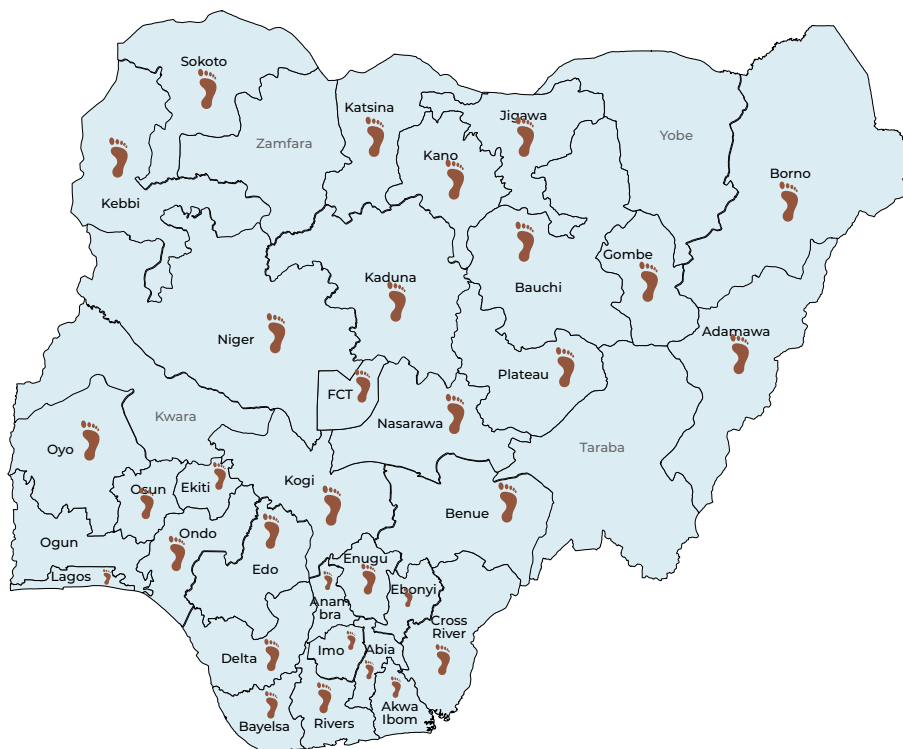 Sokoto
Katsina
Jigawa
Zamfara
Yobe
Kano
Borno
Kebbi
Gombe
Kaduna
Bauchi
Adamawa
Niger
Plateau
FCT
Kwara
Nasarawa
Taraba
Oyo
Kogi
Osun
Ekiti
Benue
Ondo
Ogun
Enugu
Edo
Lagos
Ebonyi
Anam
bra
Cross
River
Imo
Abia
Delta
Akwa
Ibom
Bayelsa
Rivers